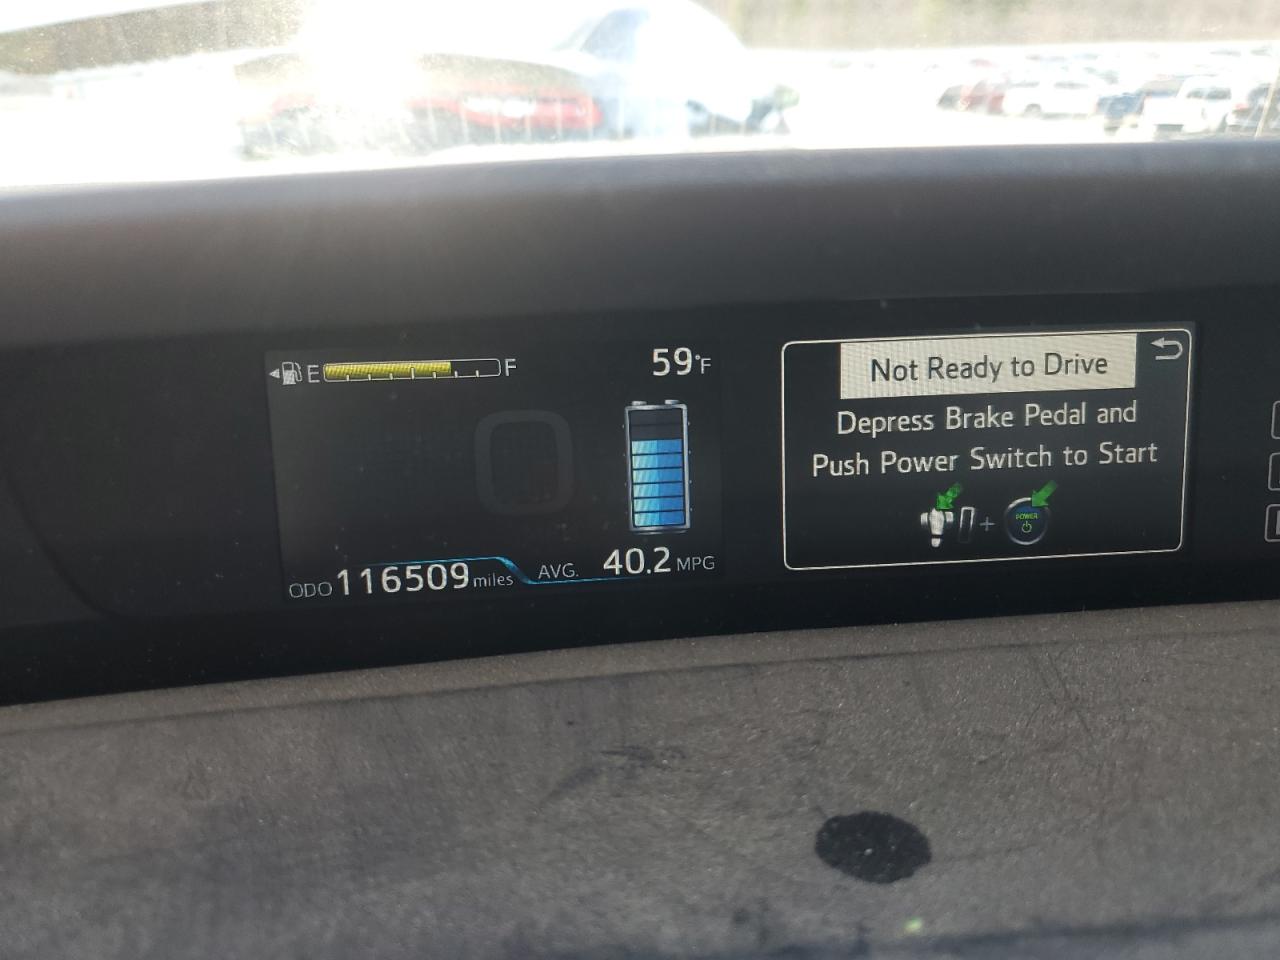 E F
59°F
ODO 116509 miles AVG. 40.2 MPG
Not Ready to Drive
Depress Brake Pedal and
Push Power Switch to Start
POWER